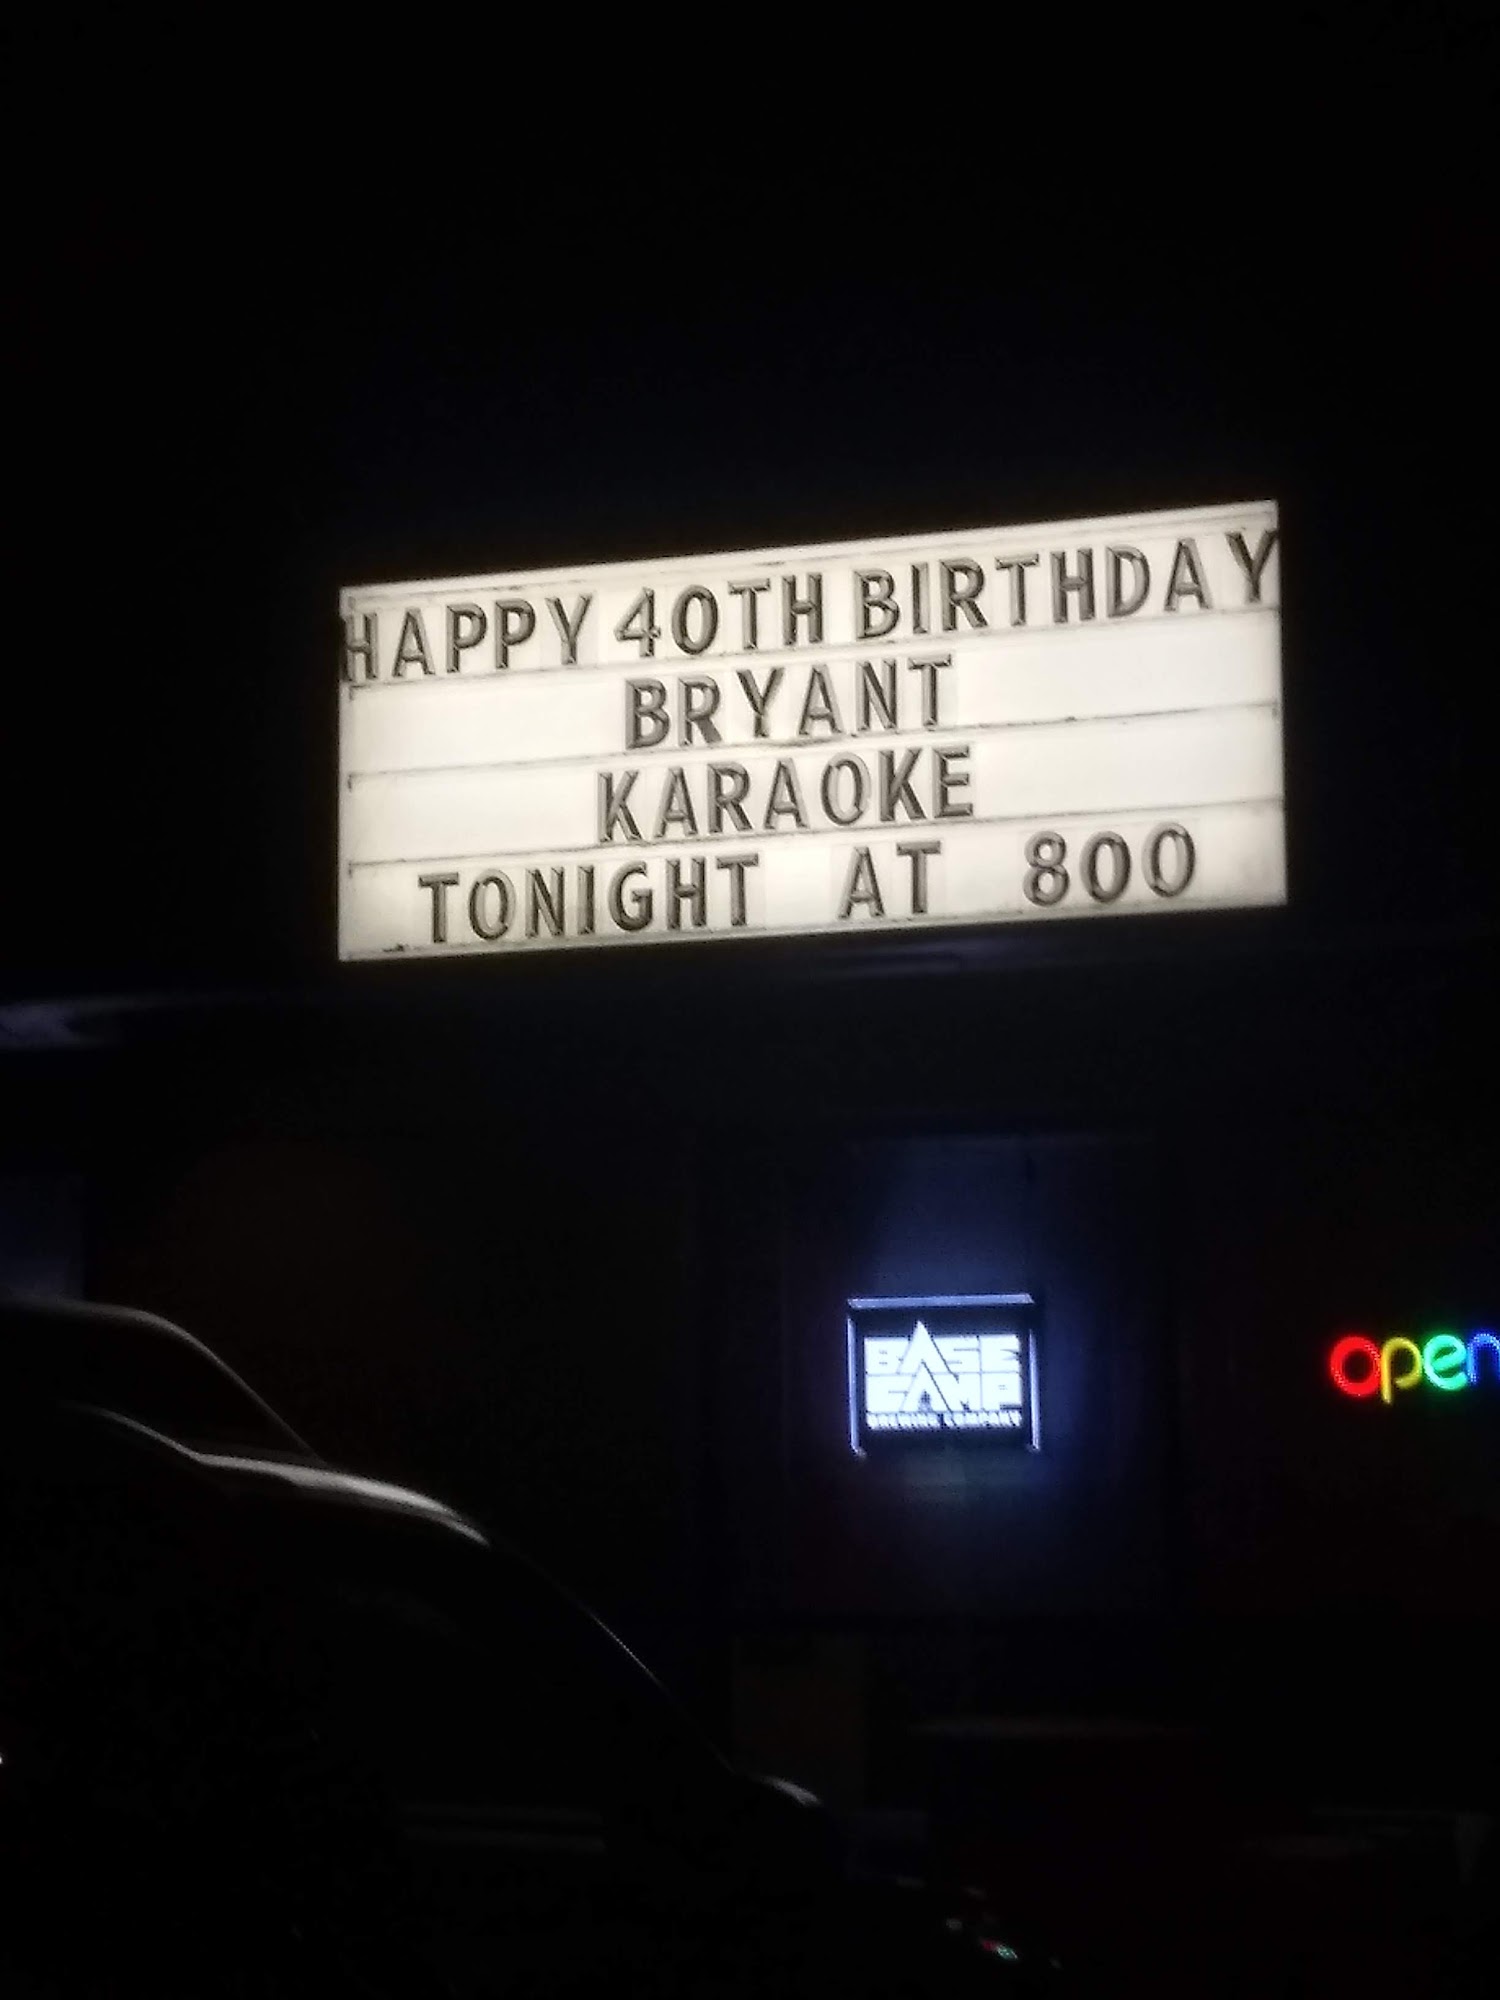 HAPPY 40TH BIRTHDAY
BRYANT
KARAOKE
TONIGHT AT 800
BASE
CAMP
BREWING COMPANY
open